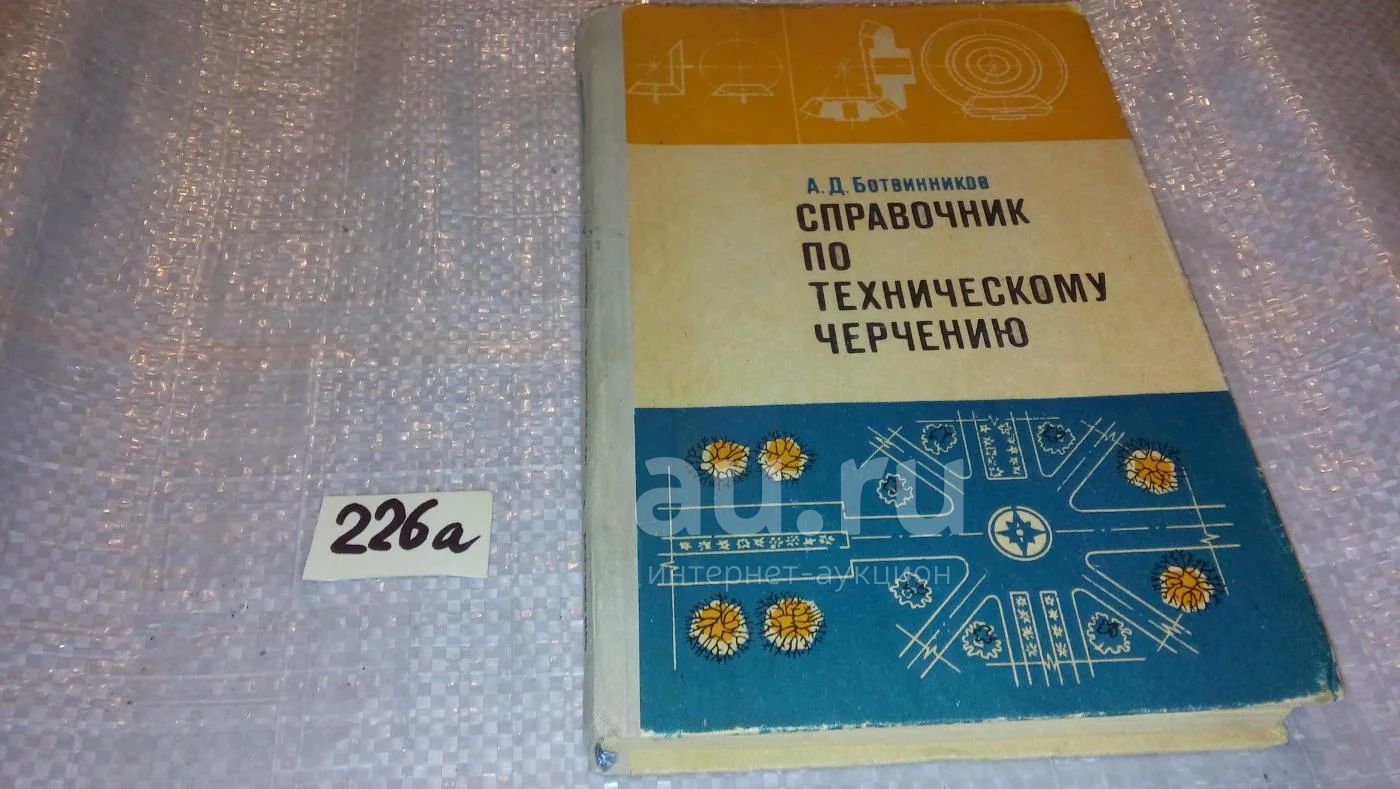 А. Д. Ботвинников
СПРАВОЧНИК
ПО
ТЕХНИЧЕСКОМУ
ЧЕРЧЕНИЮ
226а
au.ru
интернет-аукцион